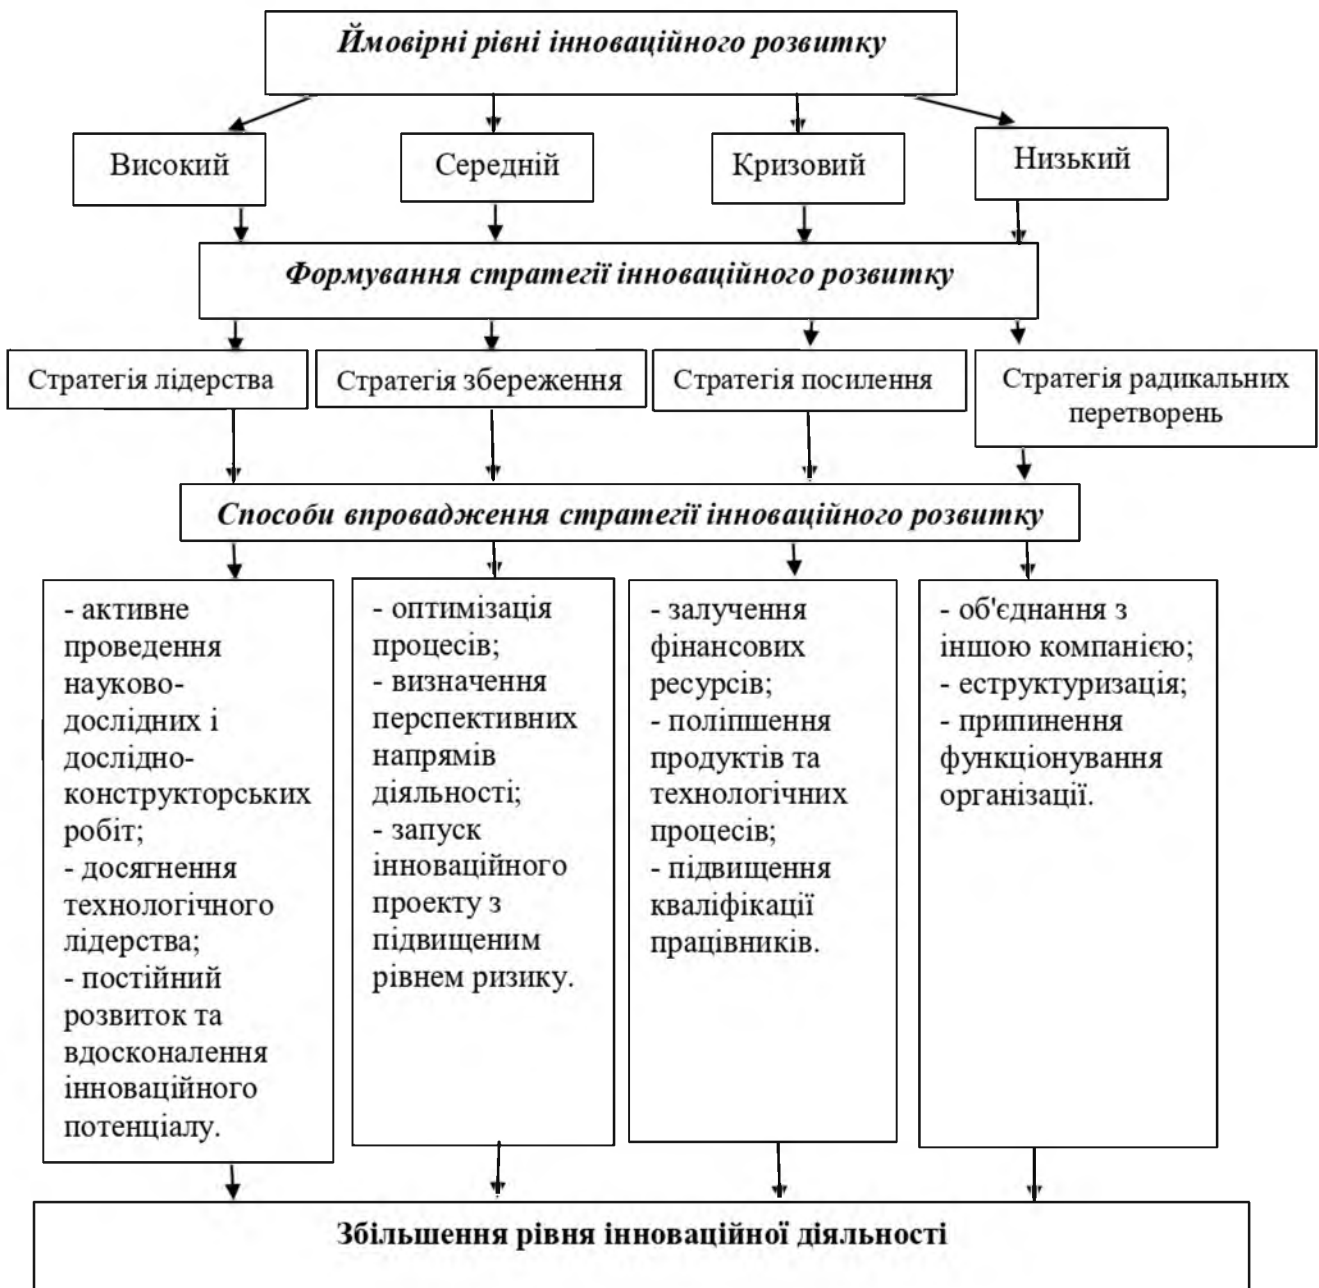 Ймовірні рівні інноваційного розвитку
Високий
Середній
Кризовий
Низький
Формування стратегії інноваційного розвитку
Стратегія лідерства
Стратегія збереження
Стратегія посилення
Стратегія радикальних
перетворень
Способи впровадження стратегії інноваційного розвитку
- активне
проведення
науково-
дослідних і
дослідно-
конструкторських
робіт;
- досягнення
технологічного
лідерства;
- постійний
розвиток та
вдосконалення
інноваційного
потенціалу.
- оптимізація
процесів;
- визначення
перспективних
напрямів
діяльності;
- запуск
інноваційного
проекту з
підвищеним
рівнем ризику.
- залучення
фінансових
ресурсів;
- поліпшення
продуктів та
технологічних
процесів;
- підвищення
кваліфікації
працівників.
- об'єднання з
іншою компанією;
- еструктуризація;
- припинення
функціонування
організації.
Збільшення рівня інноваційної діяльності